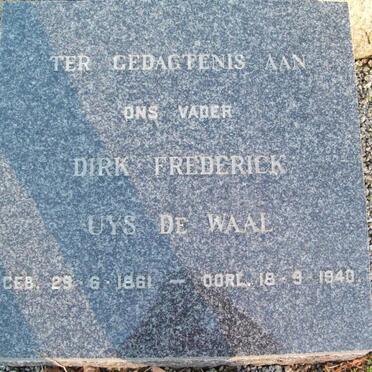 TER GEDAGTENIS AAN
ONS VADER
DIRK FREDERICK
UYS DE WAAL
GEB. 29-6-1861 — OORL. 18-9-1940.